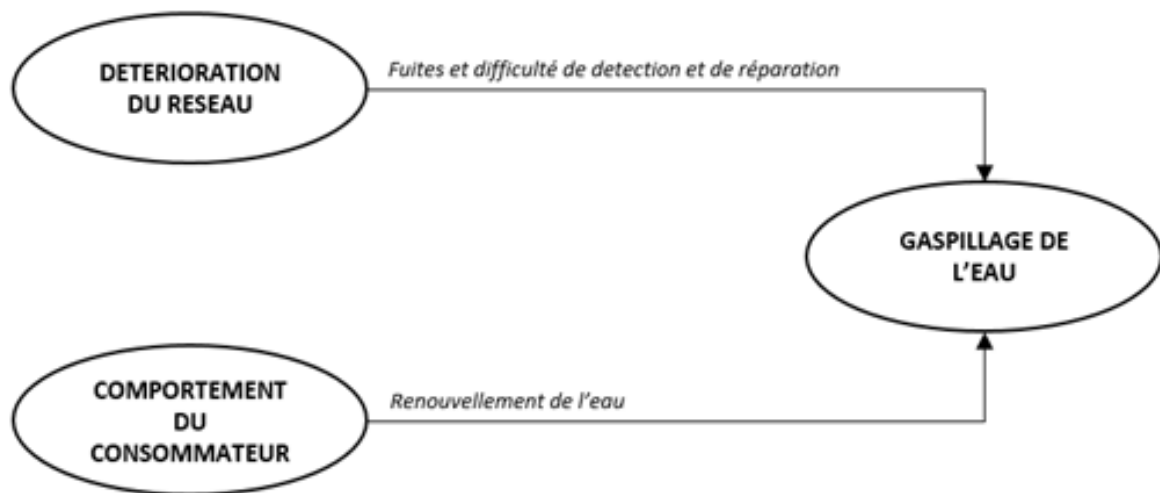 DETERIORATION
DU RESEAU
Fuites et difficulté de detection et de réparation
GASPILLAGE DE
L'EAU
COMPORTEMENT
DU
CONSOMMATEUR
Renouvellement de l'eau